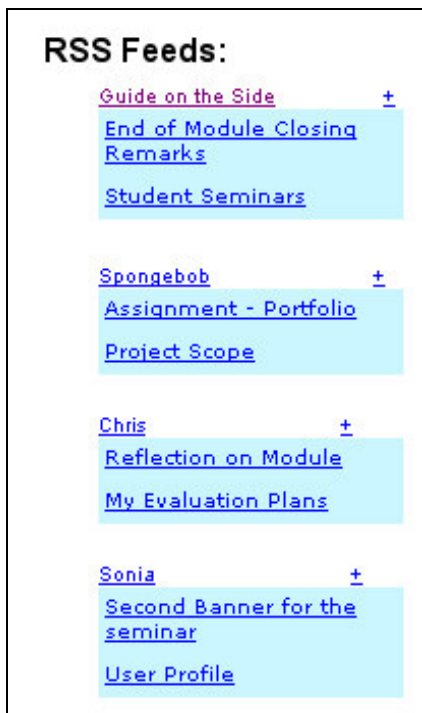 RSS Feeds:
Guide on the Side +
End of Module Closing
Remarks
Student Seminars
Spongebob +
Assignment - Portfolio
Project Scope
Chris +
Reflection on Module
My Evaluation Plans
Sonia +
Second Banner for the
seminar
User Profile